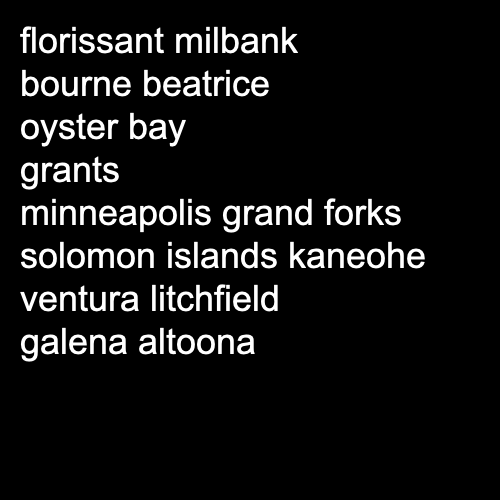 florissant milbank
bourne beatrice
oyster bay
grants
minneapolis grand forks
solomon islands kaneohe
ventura litchfield
galena altoona